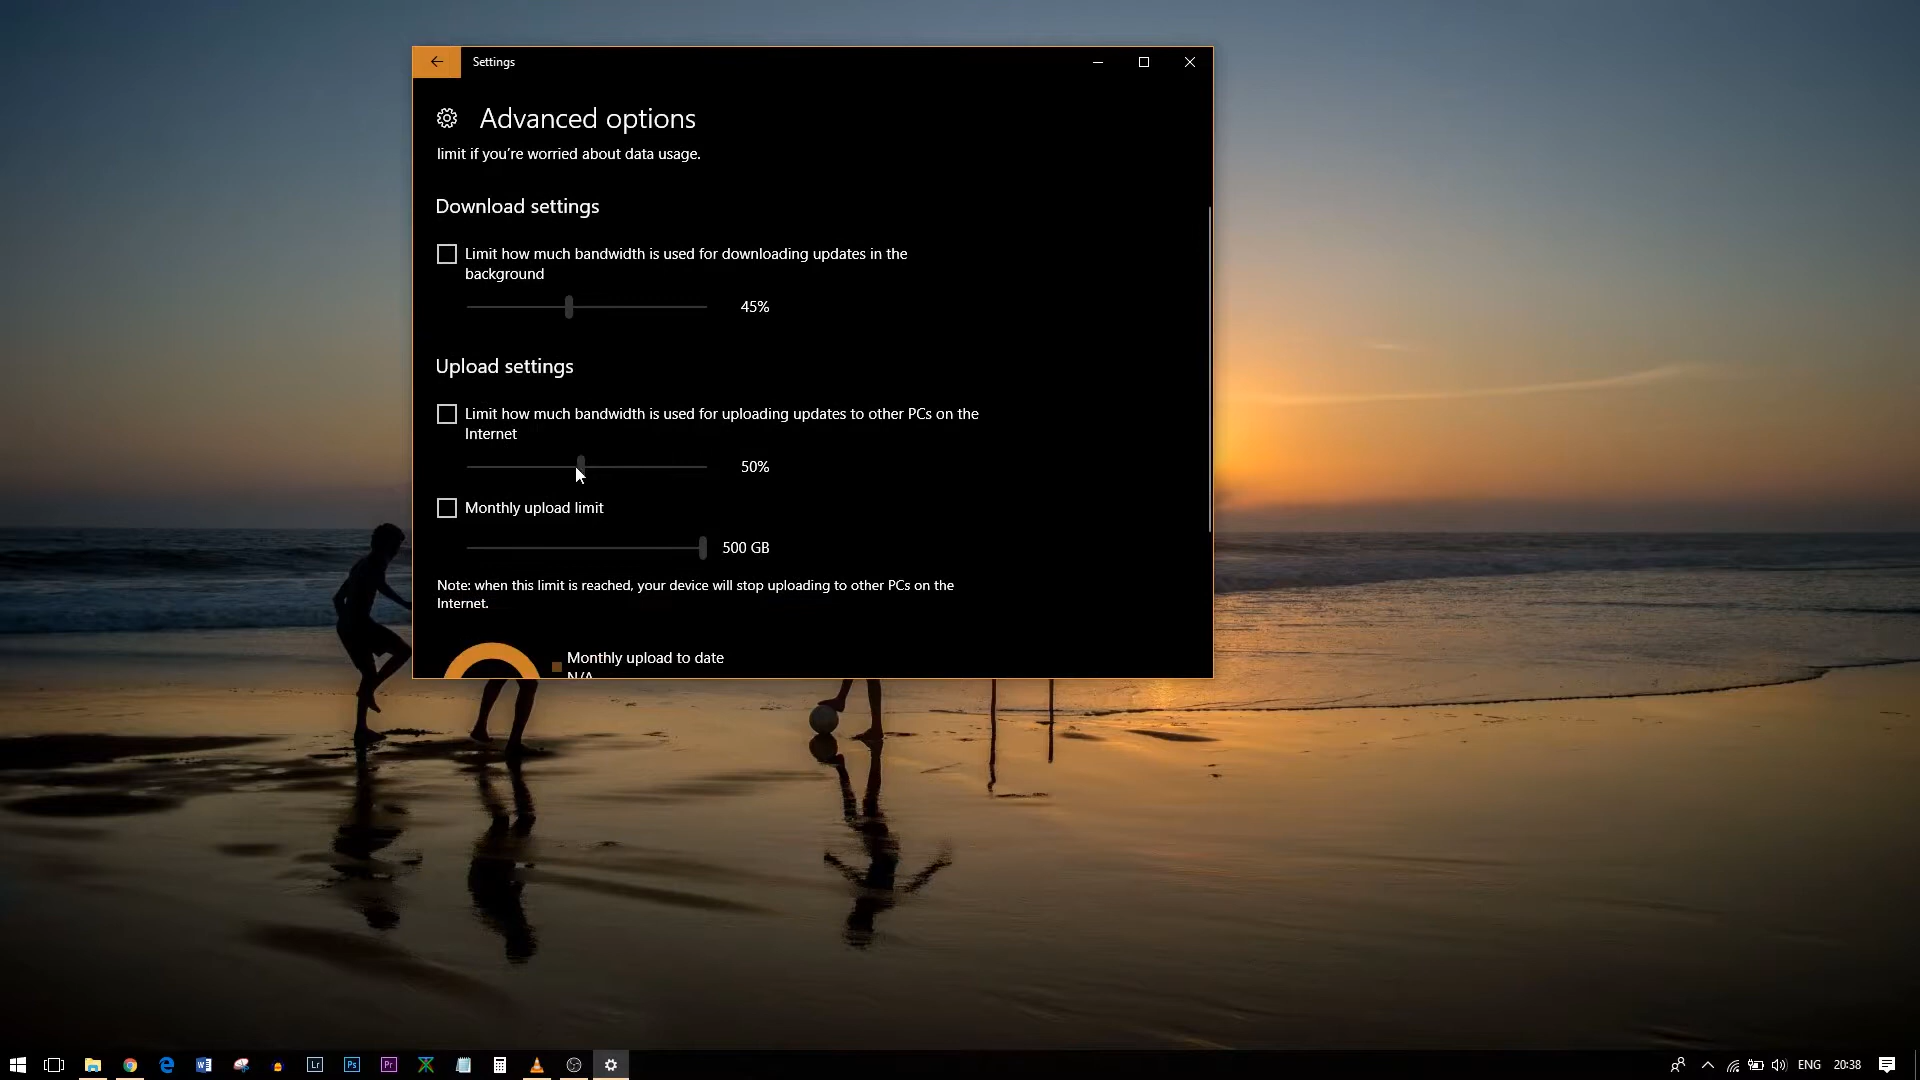 Settings
Advanced options
limit if you’re worried about data usage.
Download settings
Limit how much bandwidth is used for downloading updates in the
background
45%
Upload settings
Limit how much bandwidth is used for uploading updates to other PCs on the
Internet
50%
Monthly upload limit
500 GB
Note: when this limit is reached, your device will stop uploading to other PCs on the
Internet.
Monthly upload to date
N/A
Lr
Ps
Pr
ENG
20:38